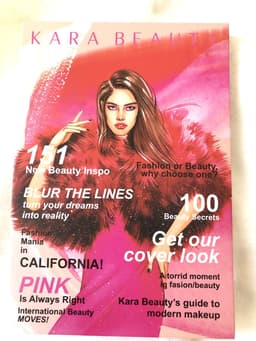 KARA BEAUTY
151
New Beauty Inspo
Fashion or Beauty,
why choose one?
BLUR THE LINES
turn your dreams
into reality
100
Beauty Secrets
Fashion
Mania
in
CALIFORNIA!
Get our
cover look
PINK
Is Always Right
A torrid moment
ig fasion/beauty
International Beauty
MOVES!
Kara Beauty's guide to
modern makeup